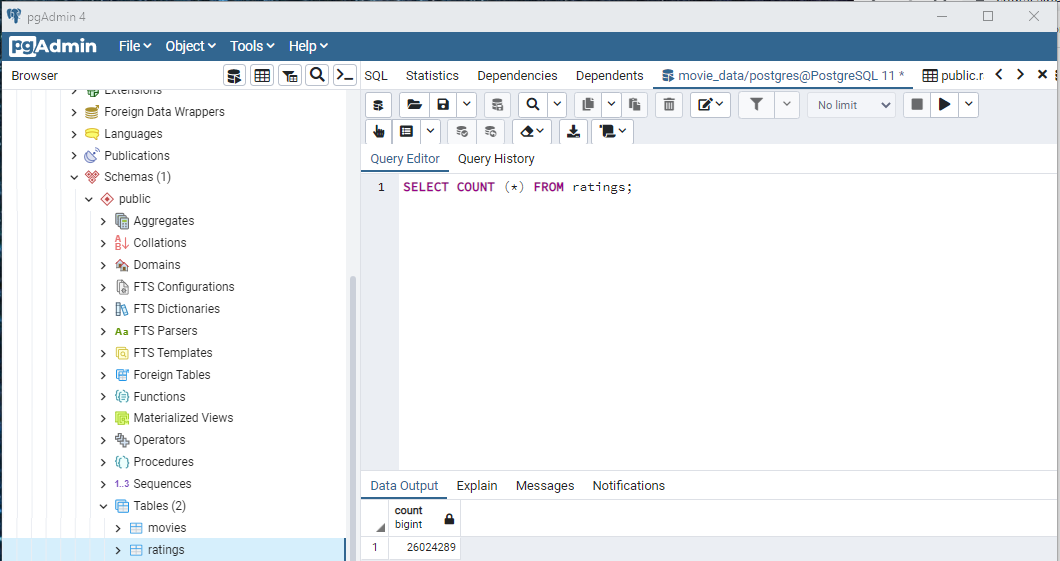 pgAdmin 4
pgAdmin File Object Tools Help
Browser
SQL Statistics Dependencies Dependents movie_data/postgres@PostgreSQL 11 * public.r
No limit
Query Editor Query History
1 SELECT COUNT (*) FROM ratings;
Extensions
Foreign Data Wrappers
Languages
Publications
Schemas (1)
public
Aggregates
Collations
Domains
FTS Configurations
FTS Dictionaries
Aa FTS Parsers
FTS Templates
Foreign Tables
Functions
Materialized Views
Operators
Procedures
1..3 Sequences
Tables (2)
movies
ratings
Data Output Explain Messages Notifications
count
bigint
1 26024289